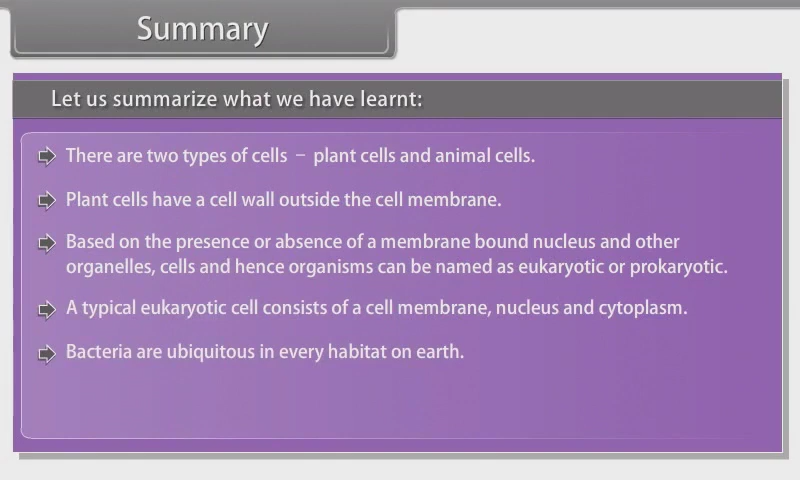 Summary
Let us summarize what we have learnt:
There are two types of cells – plant cells and animal cells.
Plant cells have a cell wall outside the cell membrane.
Based on the presence or absence of a membrane bound nucleus and other
organelles, cells and hence organisms can be named as eukaryotic or prokaryotic.
A typical eukaryotic cell consists of a cell membrane, nucleus and cytoplasm.
Bacteria are ubiquitous in every habitat on earth.